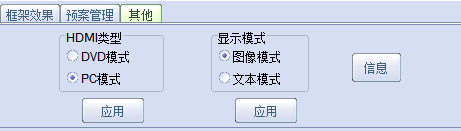 框架效果 预案管理 其他
HDMI类型 显示模式
DVD模式 图像模式 信息
PC模式 文本模式
应用 应用